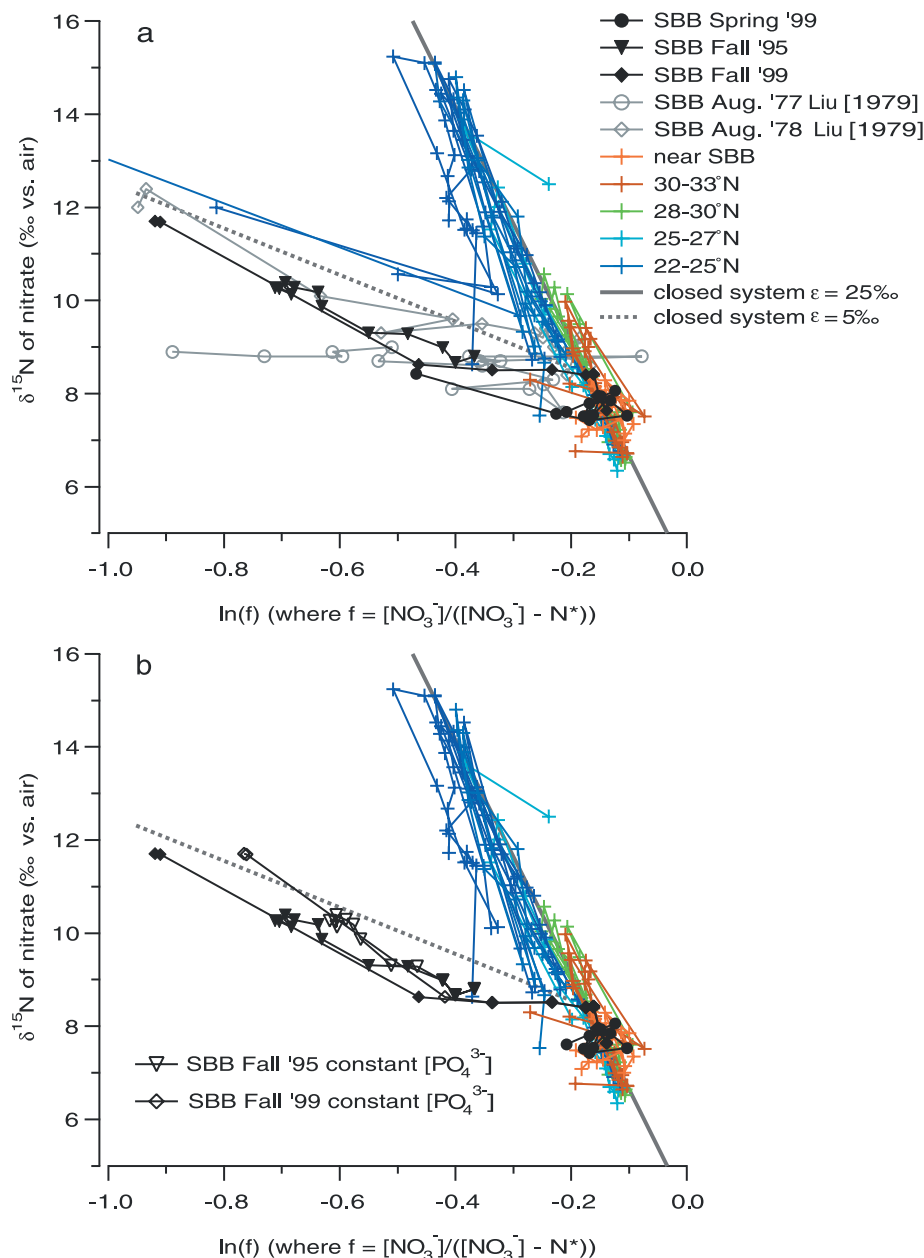 a
16
14
12
10
8
6
δ¹⁵N of nitrate (‰ vs. air)
-1.0 -0.8 -0.6 -0.4 -0.2 0.0
ln(f) (where f = [NO₃⁻]/([NO₃⁻] - N*))
SBB Spring '99
SBB Fall '95
SBB Fall '99
SBB Aug. '77 Liu [1979]
SBB Aug. '78 Liu [1979]
near SBB
30-33°N
28-30°N
25-27°N
22-25°N
closed system ε = 25‰
closed system ε = 5‰
b
16
14
12
10
8
6
δ¹⁵N of nitrate (‰ vs. air)
SBB Fall '95 constant [PO₄³⁻]
SBB Fall '99 constant [PO₄³⁻]
-1.0 -0.8 -0.6 -0.4 -0.2 0.0
ln(f) (where f = [NO₃⁻]/([NO₃⁻] - N*))